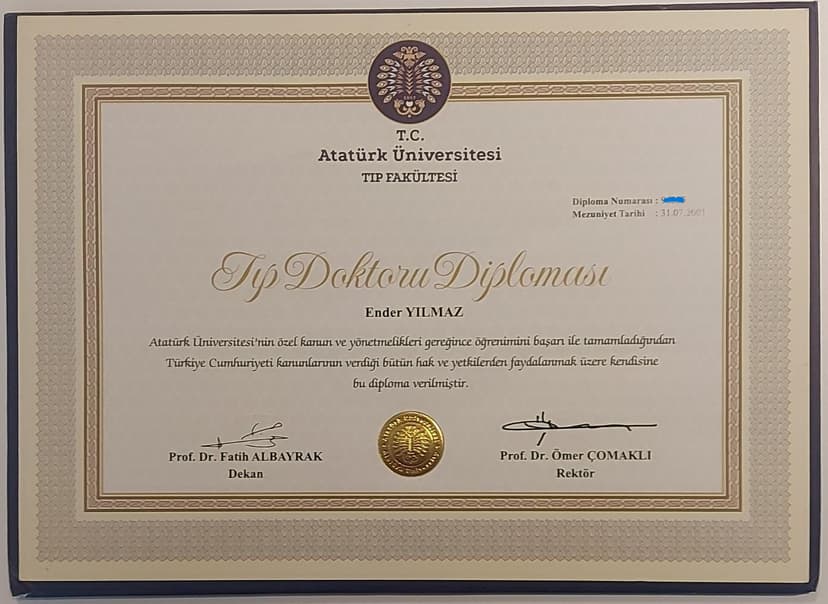 T.C.
Atatürk Üniversitesi
TIP FAKÜLTESİ
Diploma Numarası :
Mezuniyet Tarihi : 31.07.2001
Tıp Doktoru Diploması
Ender YILMAZ
Atatürk Üniversitesi'nin özel kanun ve yönetmelikleri gereğince öğrenimini başarı ile tamamladığından
Türkiye Cumhuriyeti kanunlarının verdiği bütün hak ve yetkilerden faydalanmak üzere kendisine
bu diploma verilmiştir.
Prof. Dr. Fatih ALBAYRAK
Dekan
Prof. Dr. Ömer ÇOMAKLI
Rektör